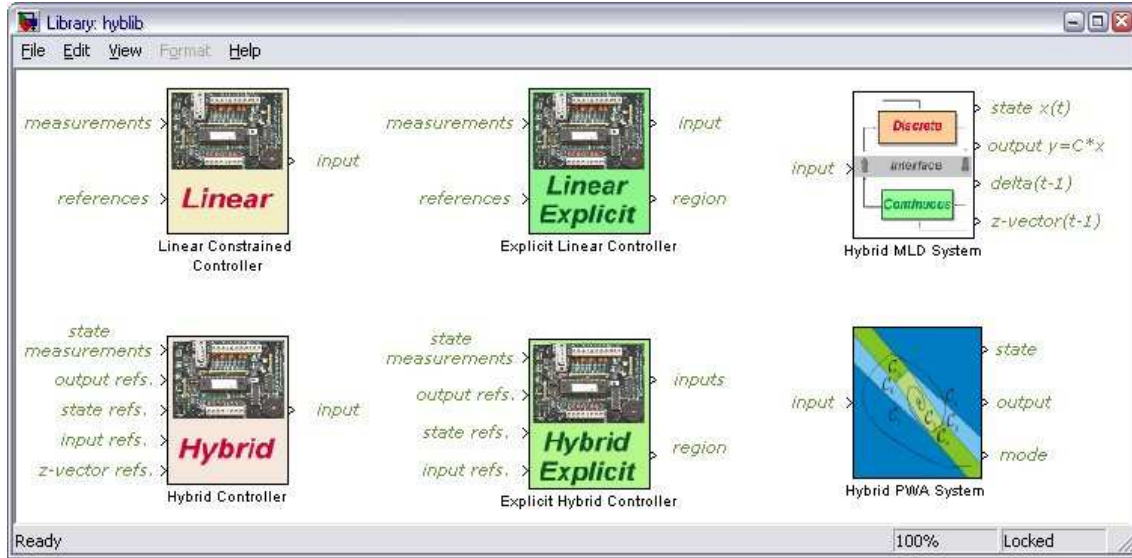 Library: hyblib
File Edit View Format Help
measurements
references
Linear
input
Linear Constrained
Controller
measurements
references
Linear
Explicit
input
region
Explicit Linear Controller
input
Discrete
Interface
Continuous
state x(t)
output y=C*x
delta(t-1)
z-vector(t-1)
Hybrid MLD System
state
measurements
output refs.
state refs.
input refs.
z-vector refs.
Hybrid
input
Hybrid Controller
state
measurements
output refs.
state refs.
input refs.
Hybrid
Explicit
inputs
region
Explicit Hybrid Controller
input
state
output
mode
Hybrid PWA System
Ready 100% Locked